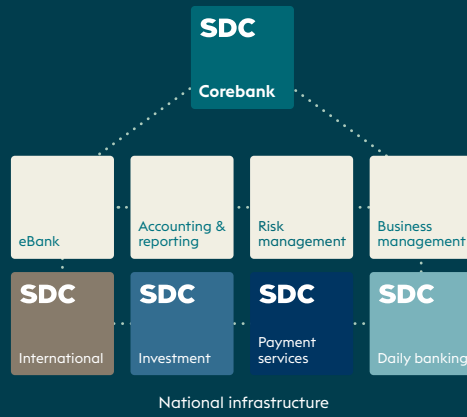 SDC
Corebank
eBank
Accounting &
reporting
Risk
management
Business
management
SDC
International
SDC
Investment
SDC
Payment
services
SDC
Daily banking
National infrastructure